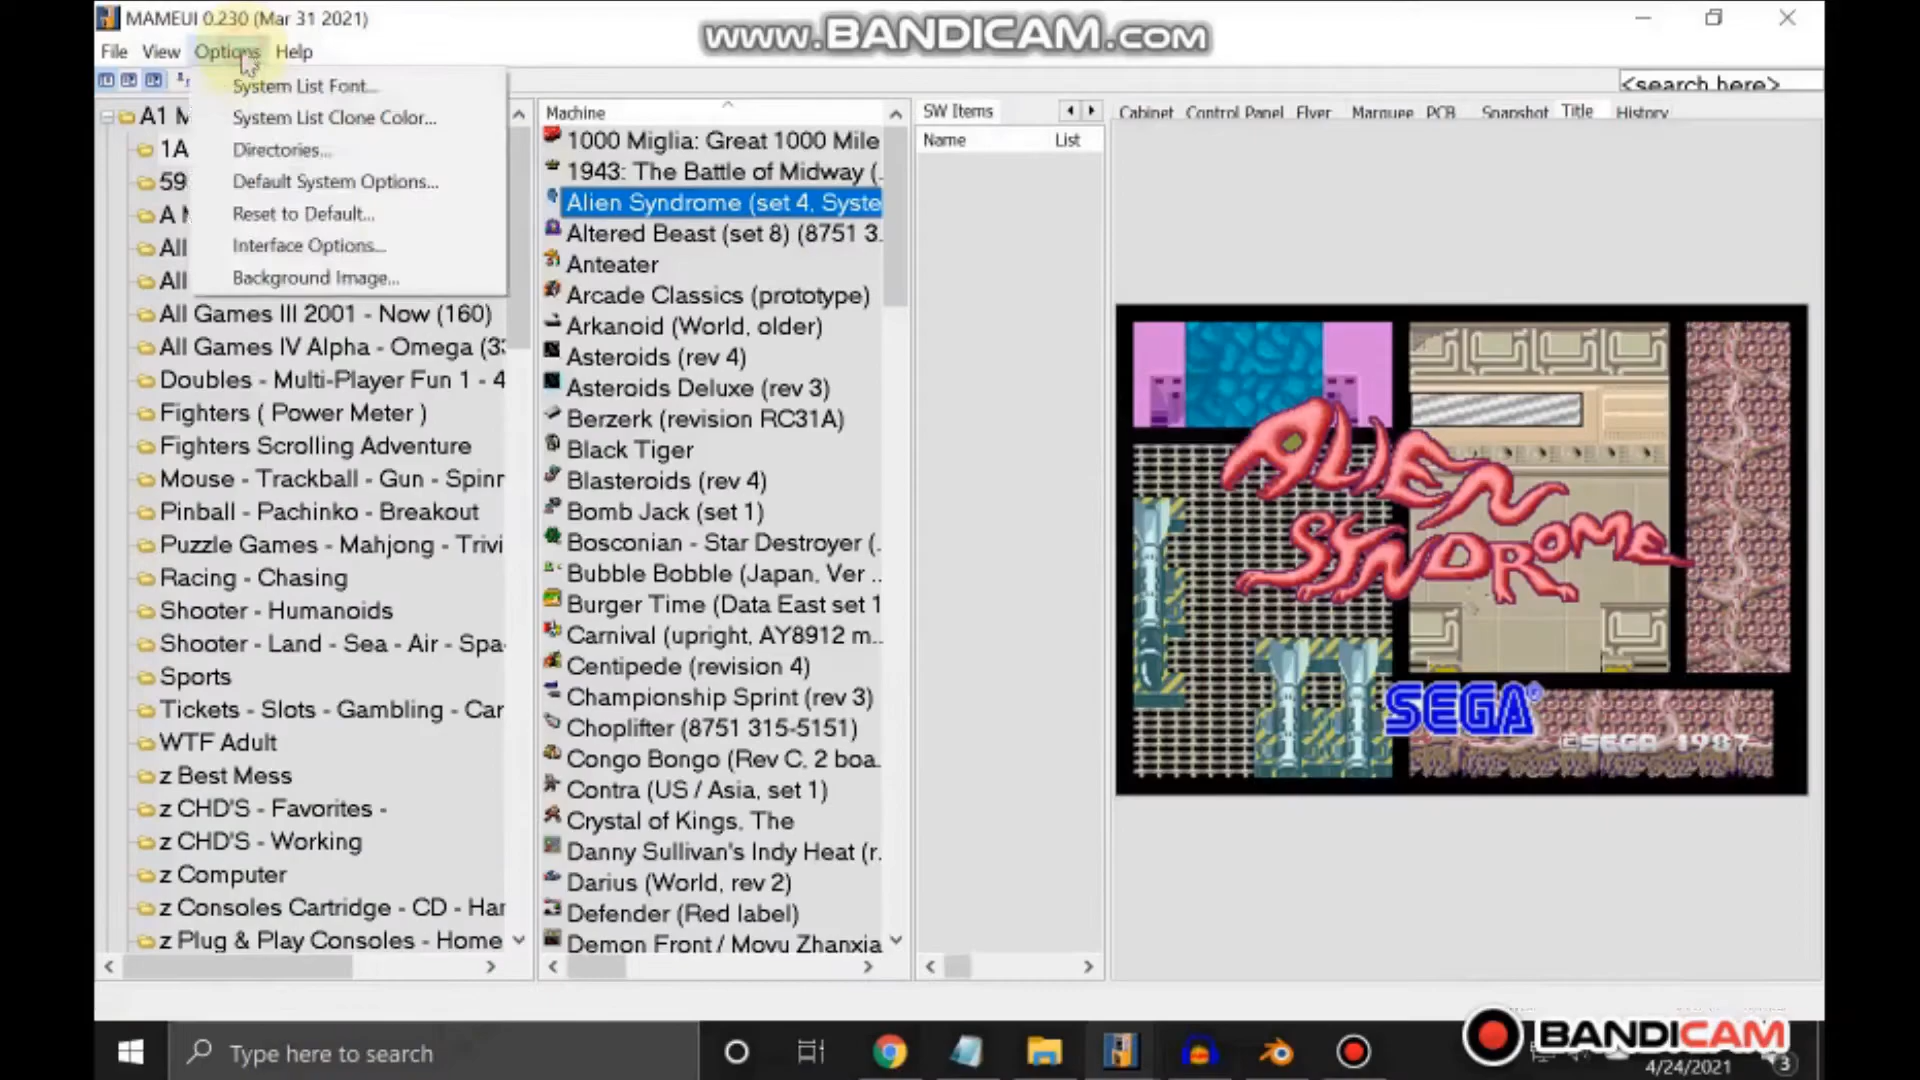 MAMEUI 0.230 (Mar 31 2021)
www.BANDICAM.com
File View Options Help
<search here>
System List Font...
System List Clone Color...
Directories...
Default System Options...
Reset to Default...
Interface Options...
Background Image...
A1 M
1A
59
A M
All
All
All Games III 2001 - Now (160)
All Games IV Alpha - Omega (33
Doubles - Multi-Player Fun 1 - 4
Fighters ( Power Meter )
Fighters Scrolling Adventure
Mouse - Trackball - Gun - Spinr
Pinball - Pachinko - Breakout
Puzzle Games - Mahjong - Trivi
Racing - Chasing
Shooter - Humanoids
Shooter - Land - Sea - Air - Spa
Sports
Tickets - Slots - Gambling - Car
WTF Adult
z Best Mess
z CHD'S - Favorites -
z CHD'S - Working
z Computer
z Consoles Cartridge - CD - Har
z Plug & Play Consoles - Home
Machine
1000 Miglia: Great 1000 Mile
1943: The Battle of Midway (.
Alien Syndrome (set 4, Syste
Altered Beast (set 8) (8751 3.
Anteater
Arcade Classics (prototype)
Arkanoid (World, older)
Asteroids (rev 4)
Asteroids Deluxe (rev 3)
Berzerk (revision RC31A)
Black Tiger
Blasteroids (rev 4)
Bomb Jack (set 1)
Bosconian - Star Destroyer (.
Bubble Bobble (Japan, Ver ..
Burger Time (Data East set 1
Carnival (upright, AY8912 m..
Centipede (revision 4)
Championship Sprint (rev 3)
Choplifter (8751 315-5151)
Congo Bongo (Rev C, 2 boa.
Contra (US / Asia, set 1)
Crystal of Kings, The
Danny Sullivan's Indy Heat (r.
Darius (World, rev 2)
Defender (Red label)
Demon Front / Moyu Zhanxia
SW Items
Name List
Cabinet Control Panel Flyer Marquee PCB Snapshot Title History
ALIEN
SYNDROME
SEGA®
©SEGA 1987
Type here to search
BANDICAM
4/24/2021
3